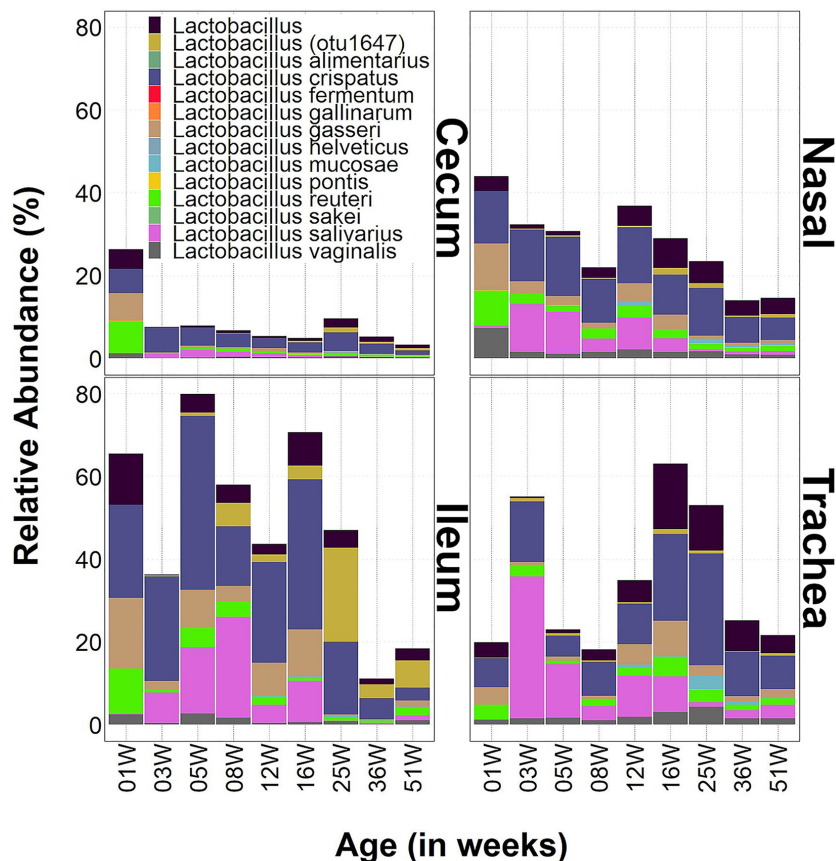 80
60
40
20
0
Lactobacillus
Lactobacillus (otu1647)
Lactobacillus alimentarius
Lactobacillus crispatus
Lactobacillus fermentum
Lactobacillus gallinarum
Lactobacillus gasseri
Lactobacillus helveticus
Lactobacillus mucosae
Lactobacillus pontis
Lactobacillus reuteri
Lactobacillus sakei
Lactobacillus salivarius
Lactobacillus vaginalis
Cecum
Nasal
Relative Abundance (%)
80
60
40
20
0
Ileum
Trachea
01W 03W 05W 08W 12W 16W 25W 36W 51W
01W 03W 05W 08W 12W 16W 25W 36W 51W
Age (in weeks)